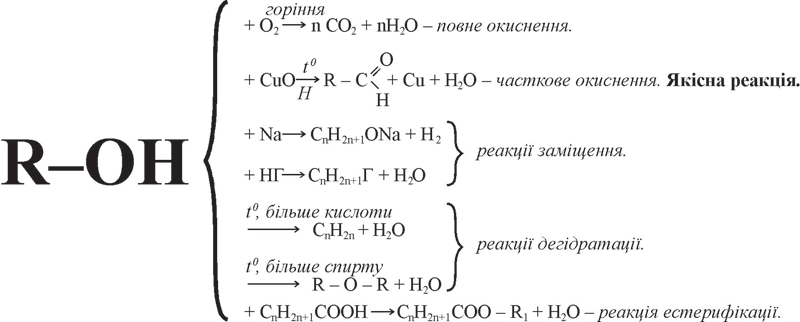 R–OH
горіння
+ O₂ ⟶ n CO₂ + nH₂O – повне окиснення.
t⁰
+ CuO ⟶ R – C + Cu + H₂O – часткове окиснення. Якісна реакція.
O
H
H
+ Na ⟶ CₙH₂ₙ₊₁ONa + H₂
реакції заміщення.
+ НГ ⟶ CₙH₂ₙ₊₁Г + H₂O
t⁰, більше кислоти
⟶ CₙH₂ₙ + H₂O
реакції дегідратації.
t⁰, більше спирту
⟶ R – O – R + H₂O
+ CₙH₂ₙ₊₁COOH ⟶ CₙH₂ₙ₊₁COO – R₁ + H₂O – реакція естерифікації.